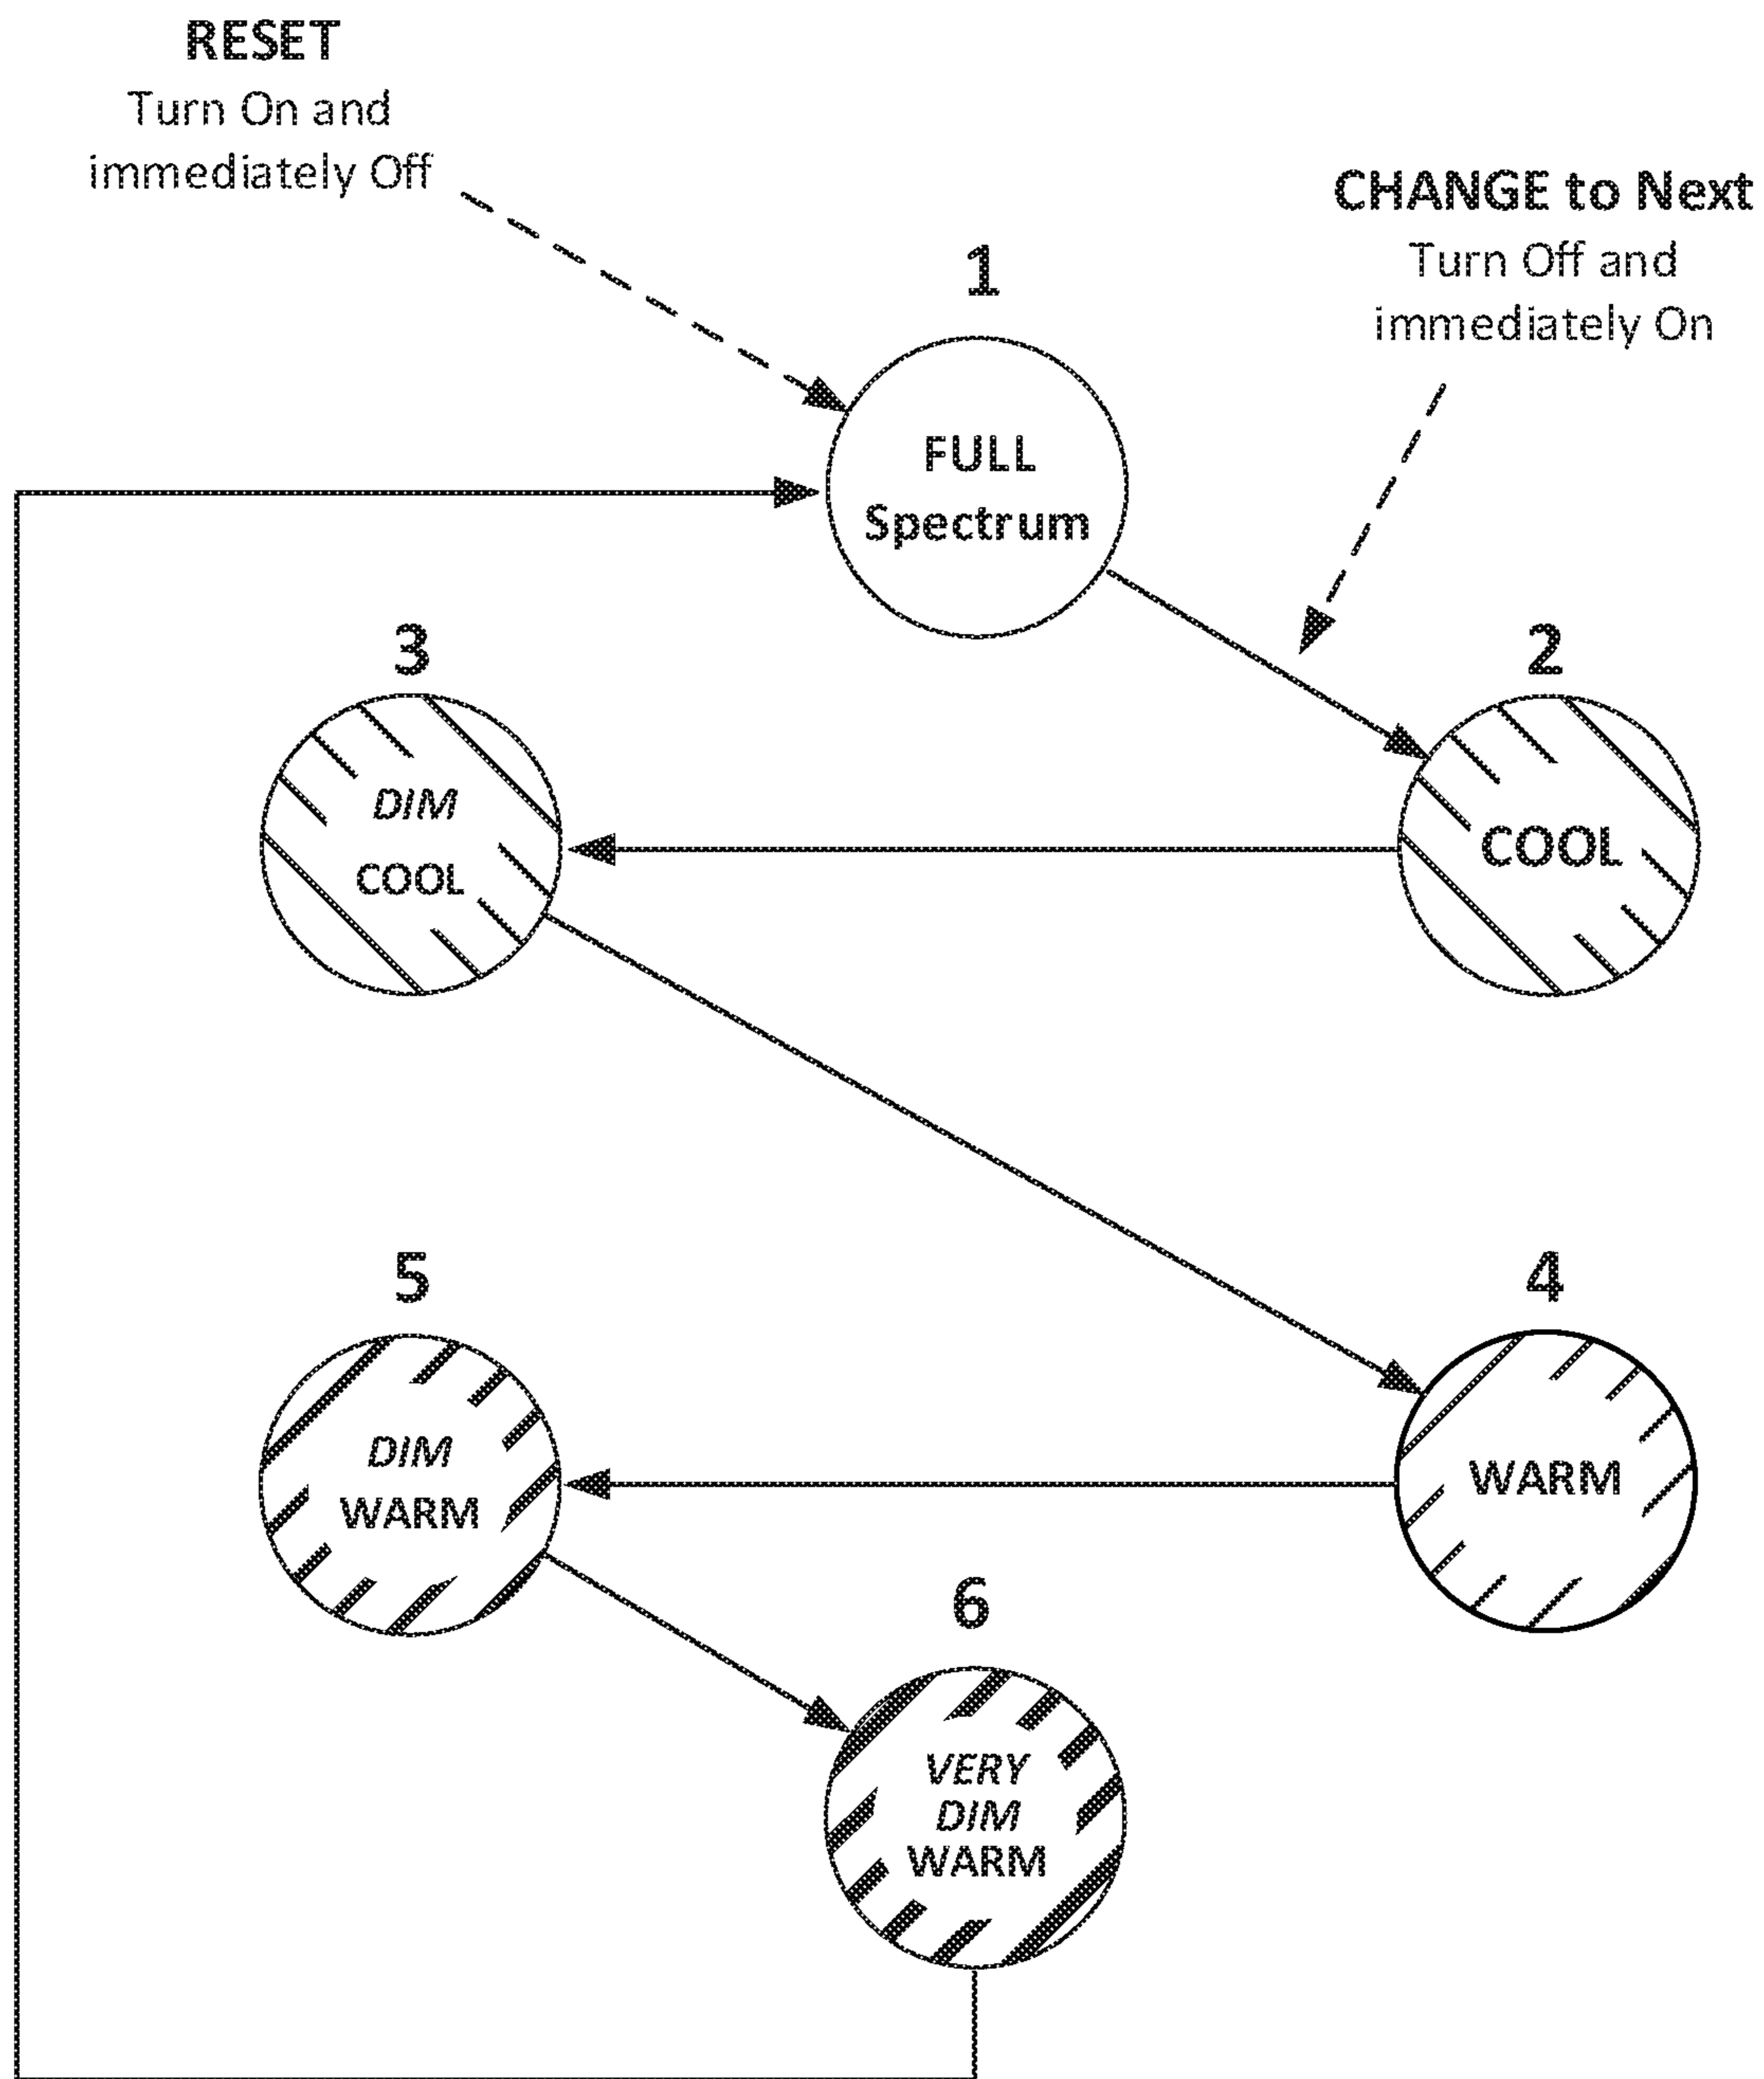 RESET
Turn On and
immediately Off
CHANGE to Next
Turn Off and
immediately On
1
FULL
Spectrum
2
COOL
3
DIM
COOL
4
WARM
5
DIM
WARM
6
VERY
DIM
WARM